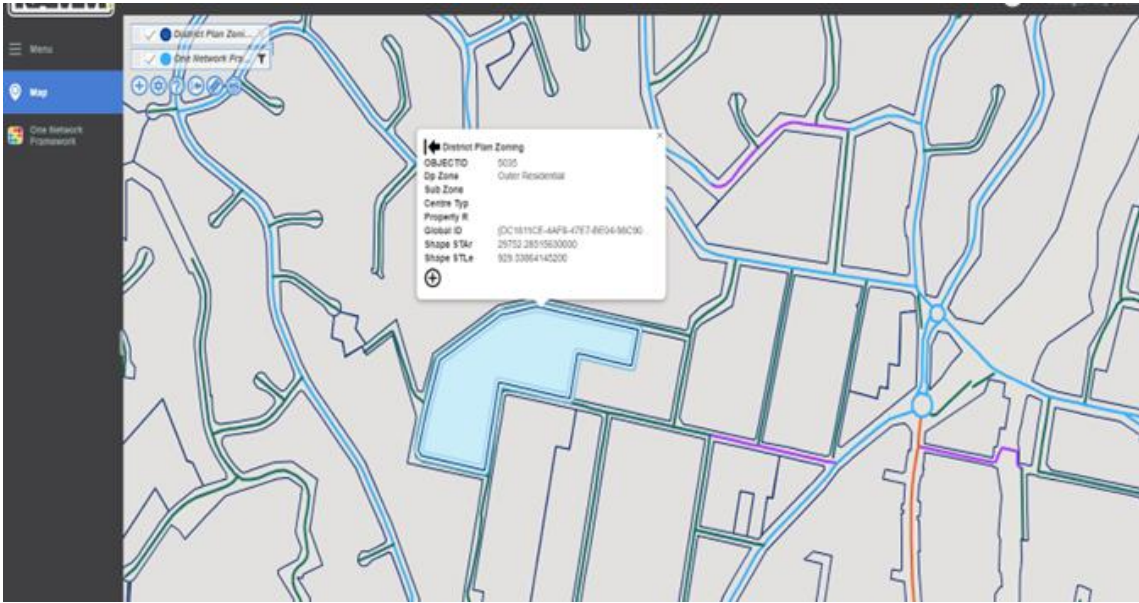 Menu
District Plan Zoni...
One Network Fra...
Map
One Network
Framework
District Plan Zoning
OBJECTID 5035
Dp Zone Outer Residential
Sub Zone
Centre Typ
Property R
Global ID
Shape STAr 29752.28515630000
Shape STLe 929.53864145200